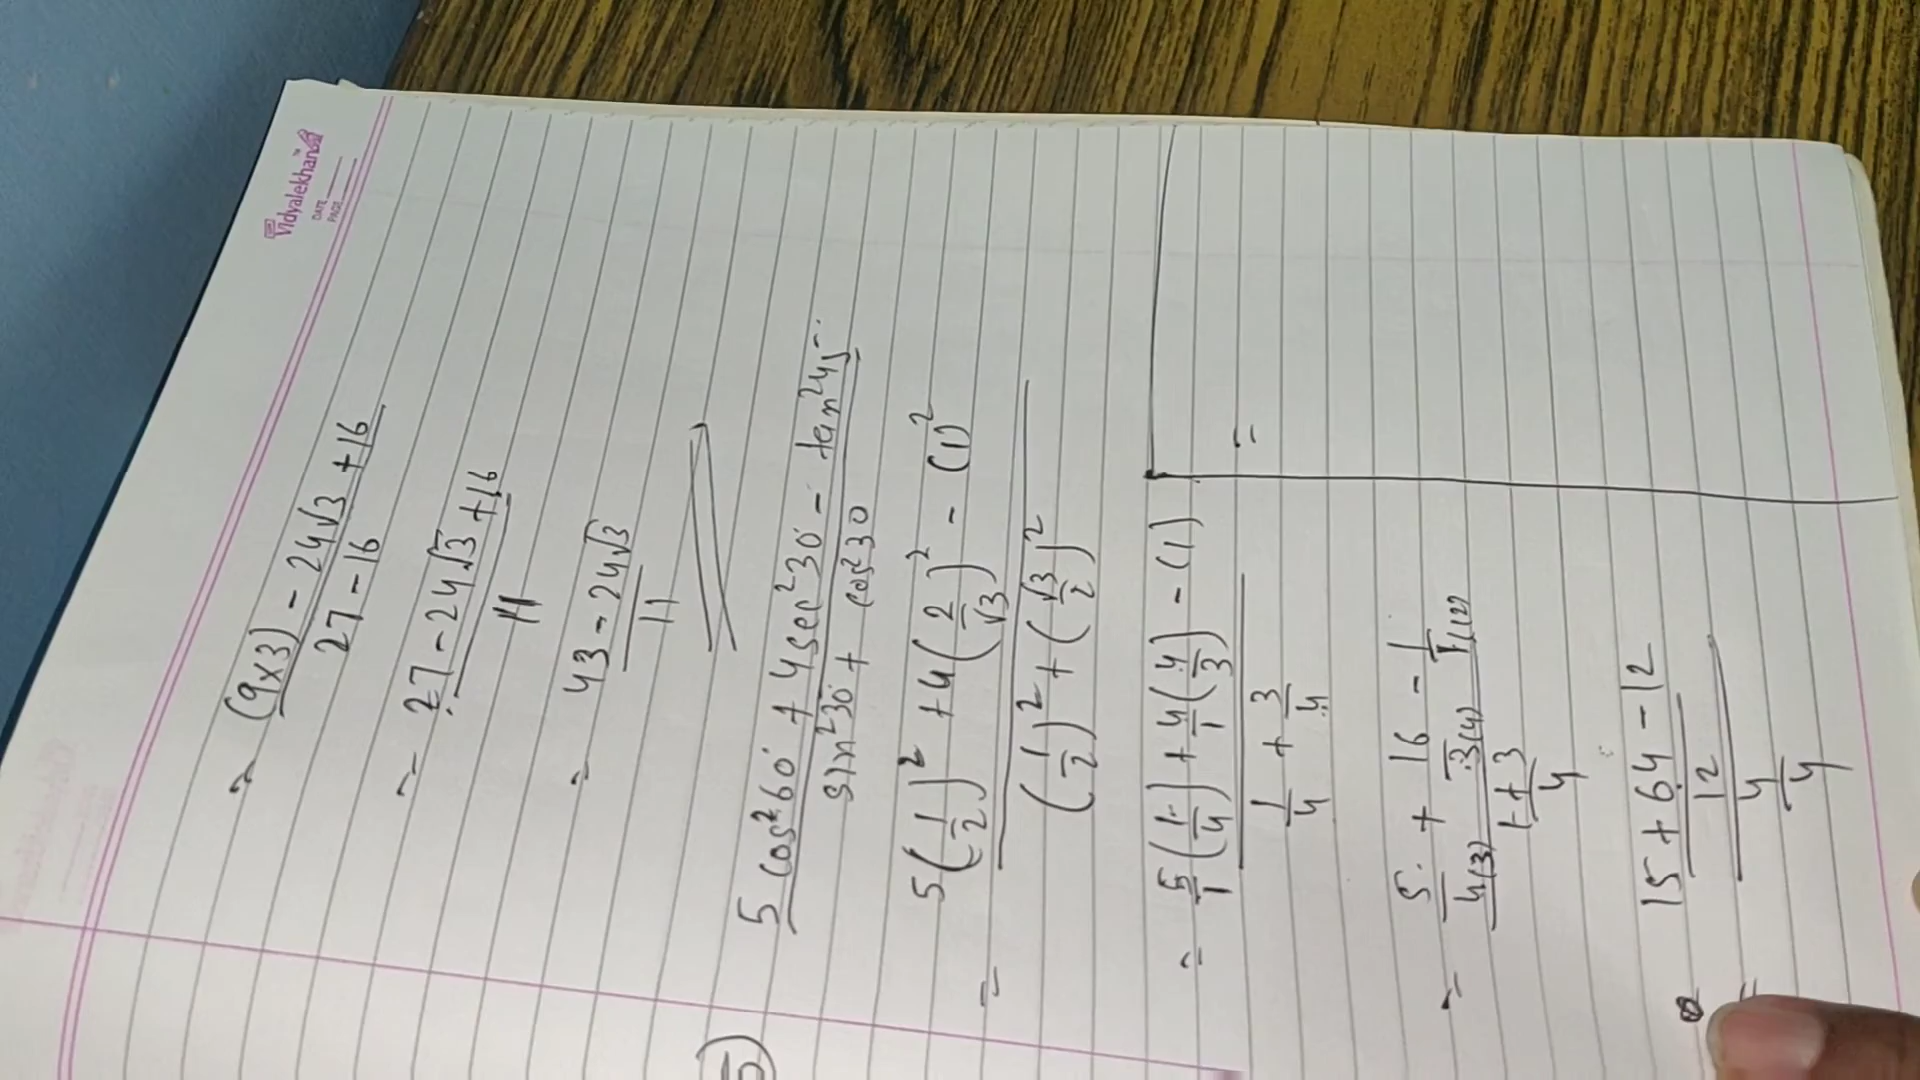 Vidyalekhan
DATE
PAGE
= (9×3) - 24√3 + 16 / 27 - 16
= 27 - 24√3 + 16 / 11
= 43 - 24√3 / 11
5 cos²60° + 4 sec²30° - tan²45° / sin²30° + cos²30
= 5(1/2)² + 4(2/√3)² - (1)² / (1/2)² + (√3/2)²
= 5/1(1/4) + 4/1(4/3) - (1) / 1/4 + 3/4
= 5/4(3) + 16/3(4) - 1/1(12) / 1+3/4
= 15 + 64 - 12 / 12 / 4/4
=